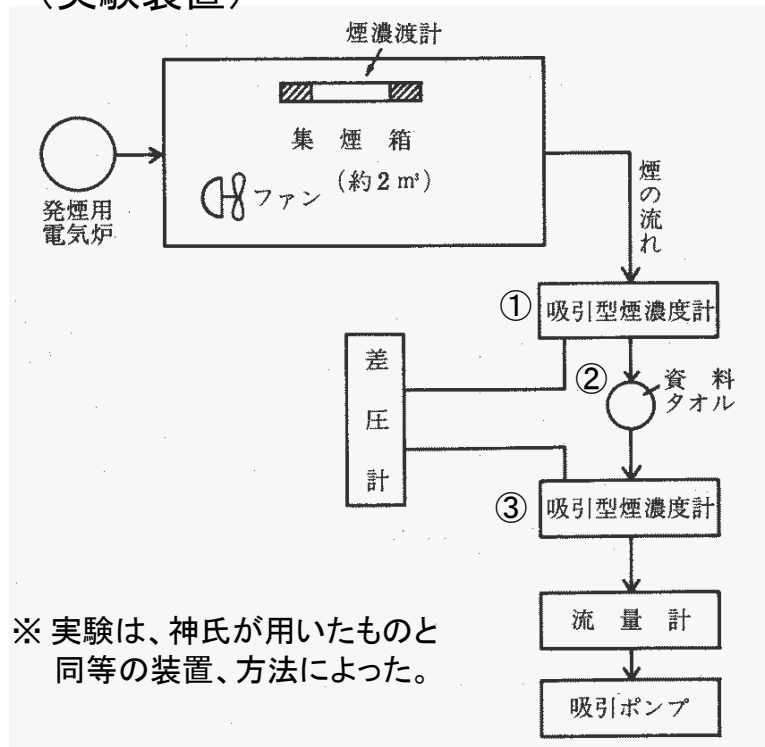 (実験装置)
煙濃渡計
集煙箱
(約2m³)
ファン
発煙用
電気炉
煙の流れ
① 吸引型煙濃度計
差圧計
② 資料
タオル
③ 吸引型煙濃度計
流量計
吸引ポンプ
※ 実験は、神氏が用いたものと
同等の装置、方法によった。